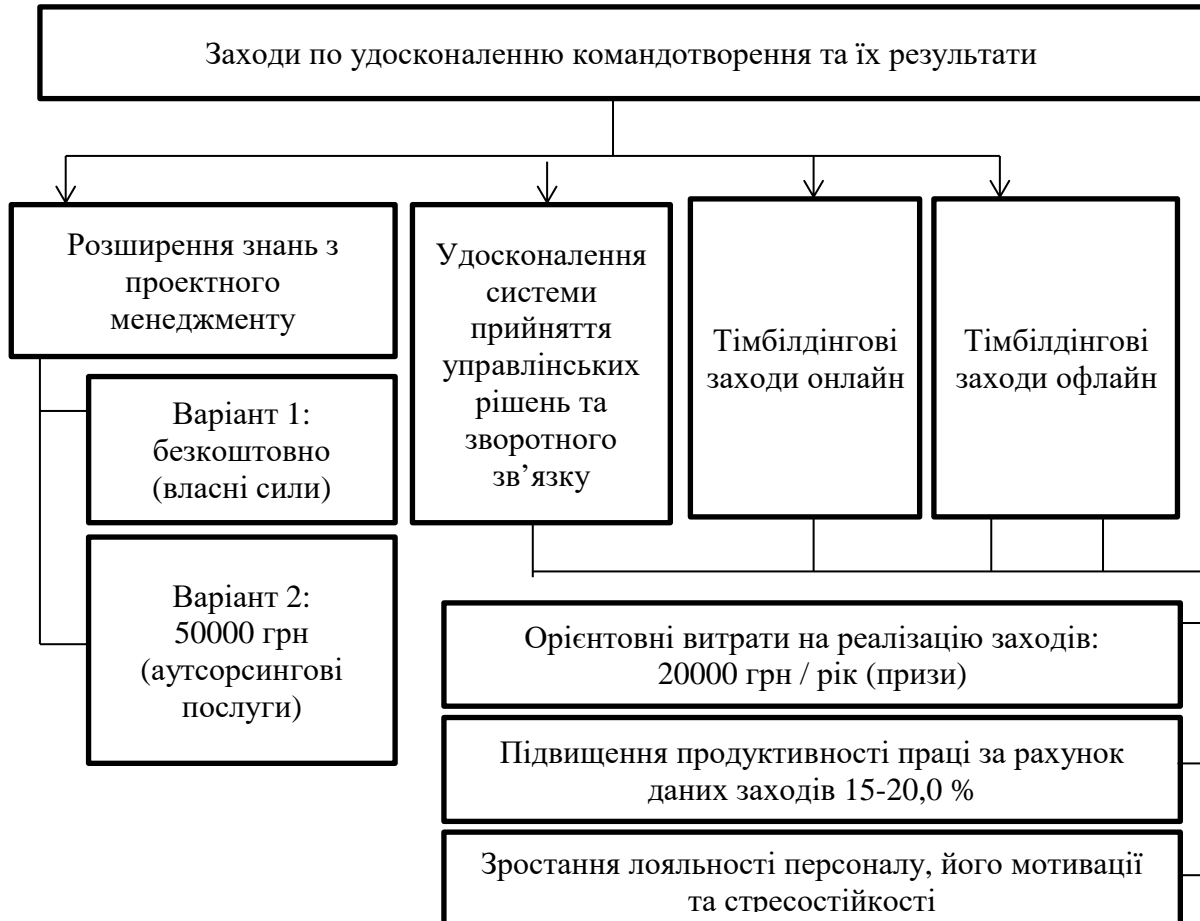 Заходи по удосконаленню командотворення та їх результати
Розширення знань з
проектного
менеджменту
Варіант 1:
безкоштовно
(власні сили)
Варіант 2:
50000 грн
(аутсорсингові
послуги)
Удосконалення
системи
прийняття
управлінських
рішень та
зворотного
зв’язку
Тімбілдінгові
заходи онлайн
Тімбілдінгові
заходи офлайн
Орієнтовні витрати на реалізацію заходів:
20000 грн / рік (призи)
Підвищення продуктивності праці за рахунок
даних заходів 15-20,0 %
Зростання лояльності персоналу, його мотивації
та стресостійкості